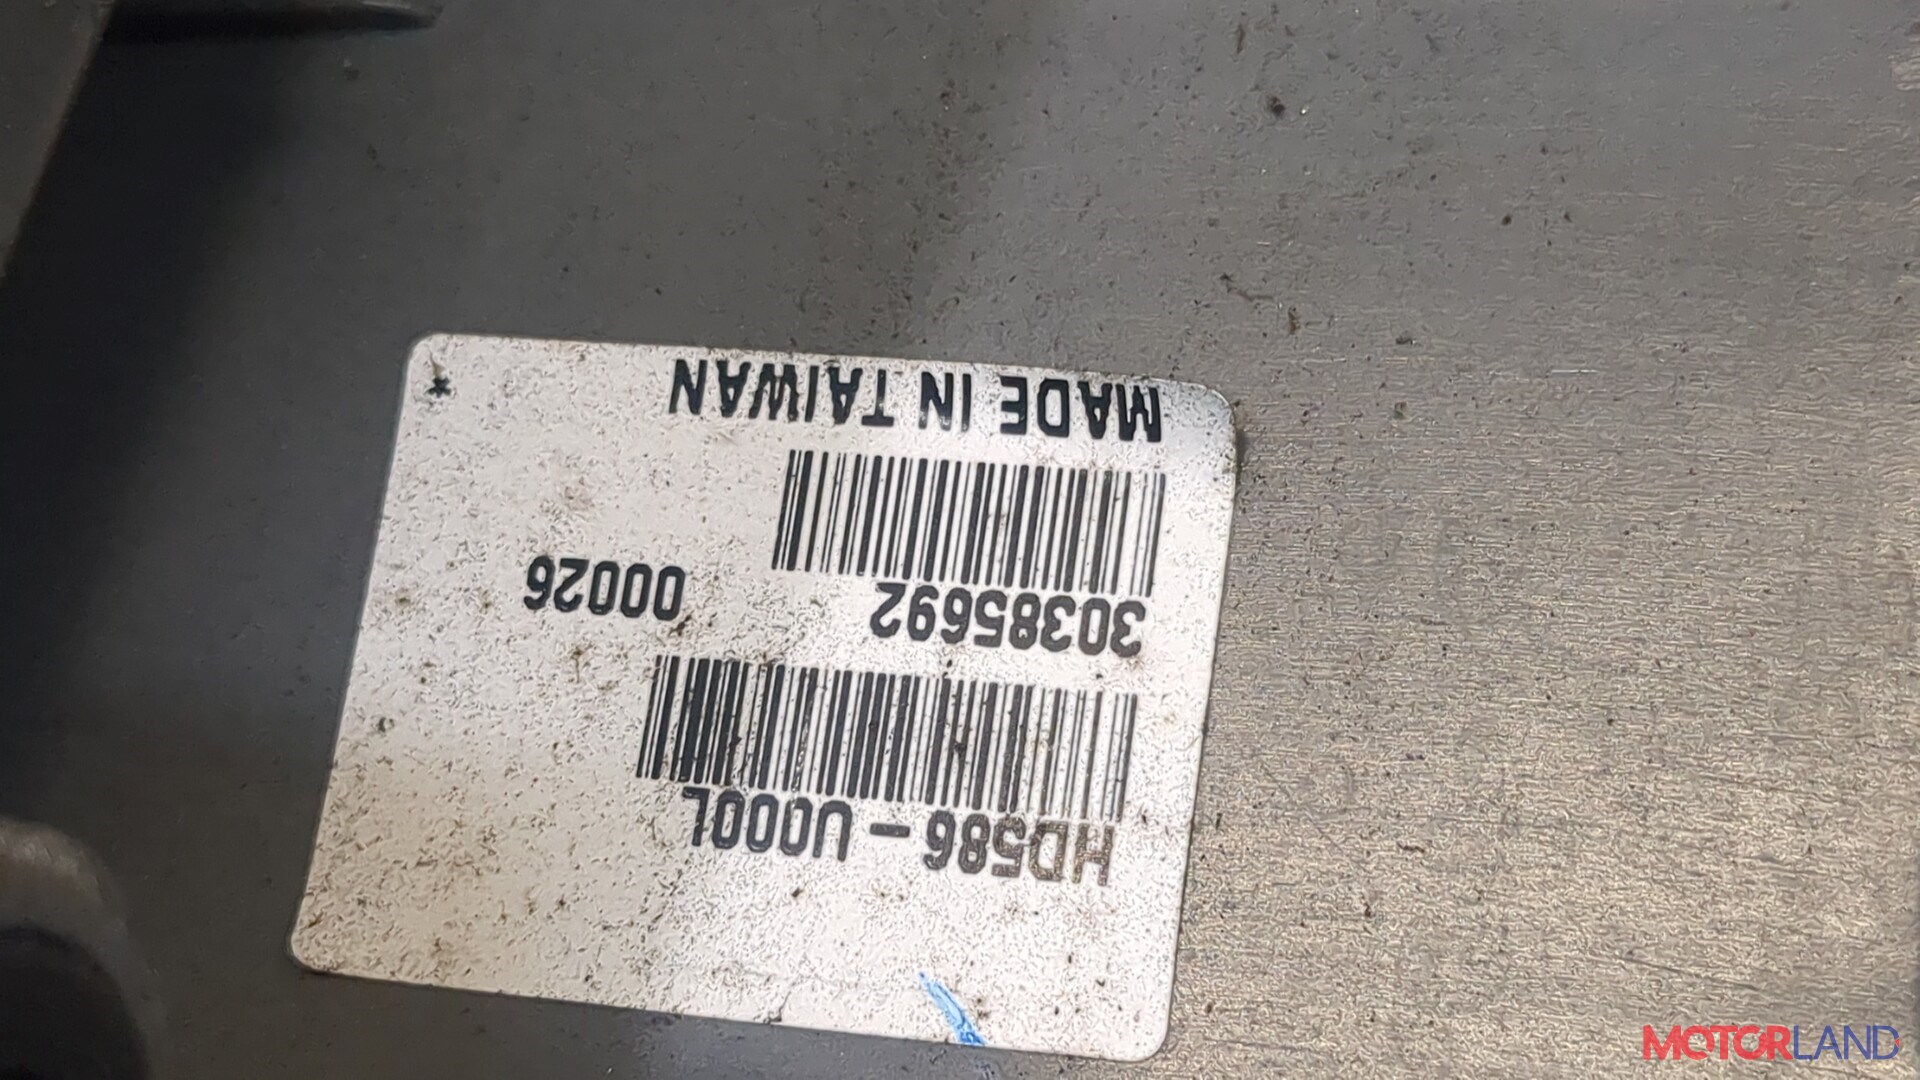 HD586-U000L
30385692 00026
MADE IN TAIWAN
*
MOTORLAND